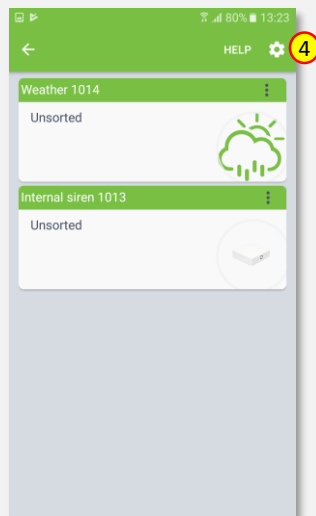 80% 13:23
HELP
4
Weather 1014
Unsorted
Internal siren 1013
Unsorted